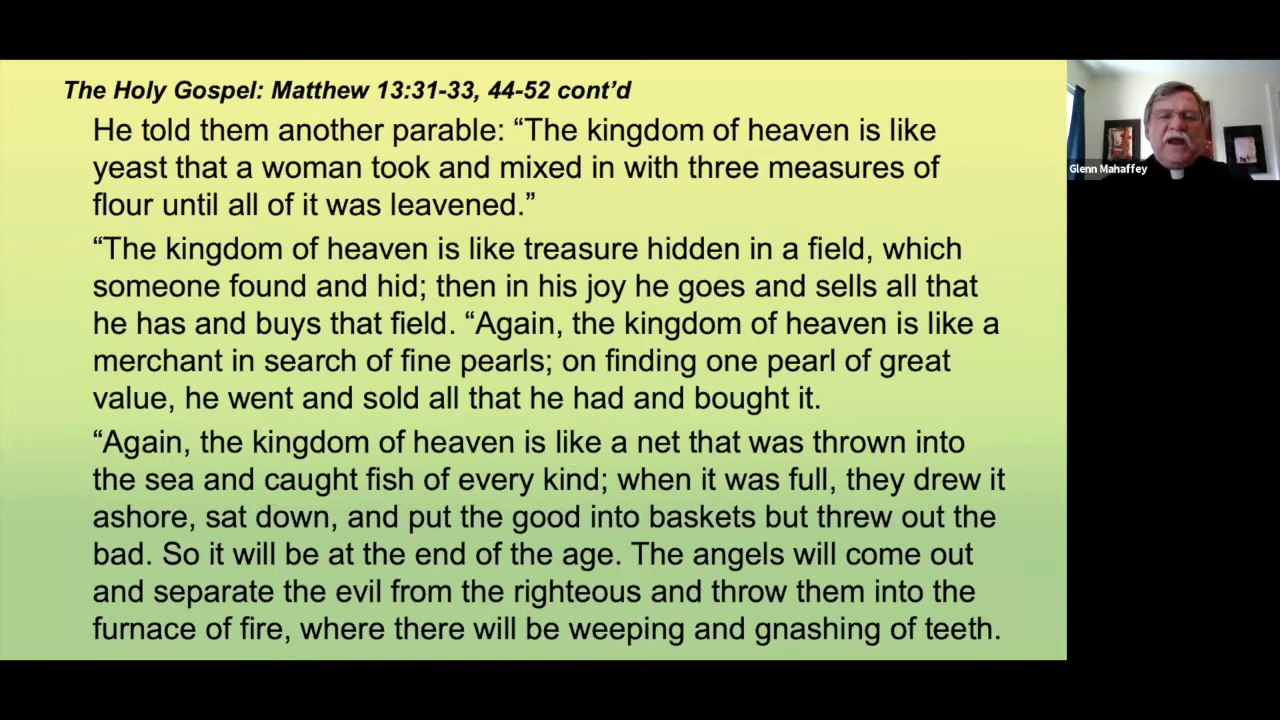 The Holy Gospel: Matthew 13:31-33, 44-52 cont’d
He told them another parable: “The kingdom of heaven is like
yeast that a woman took and mixed in with three measures of
flour until all of it was leavened.”
“The kingdom of heaven is like treasure hidden in a field, which
someone found and hid; then in his joy he goes and sells all that
he has and buys that field. “Again, the kingdom of heaven is like a
merchant in search of fine pearls; on finding one pearl of great
value, he went and sold all that he had and bought it.
“Again, the kingdom of heaven is like a net that was thrown into
the sea and caught fish of every kind; when it was full, they drew it
ashore, sat down, and put the good into baskets but threw out the
bad. So it will be at the end of the age. The angels will come out
and separate the evil from the righteous and throw them into the
furnace of fire, where there will be weeping and gnashing of teeth.
Glenn Mahaffey